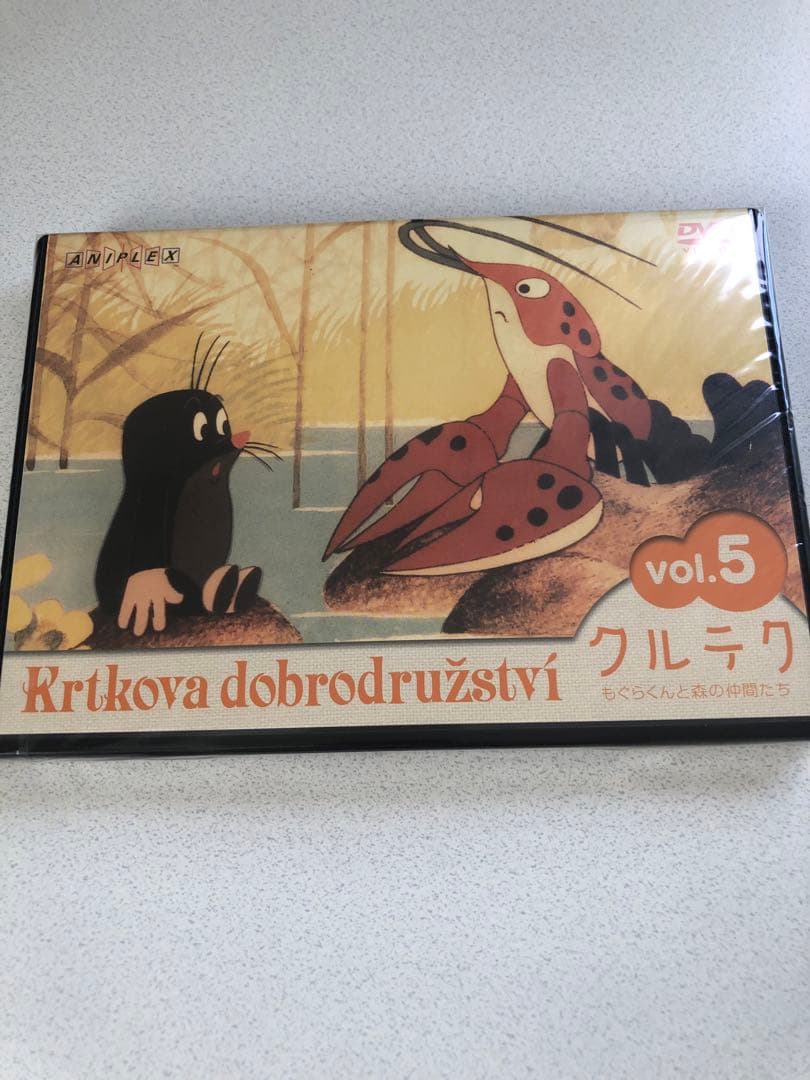 ANIPLEX
DVD
vol.5
Krtkova dobrodružství
クルテク
もぐらくんと森の仲間たち